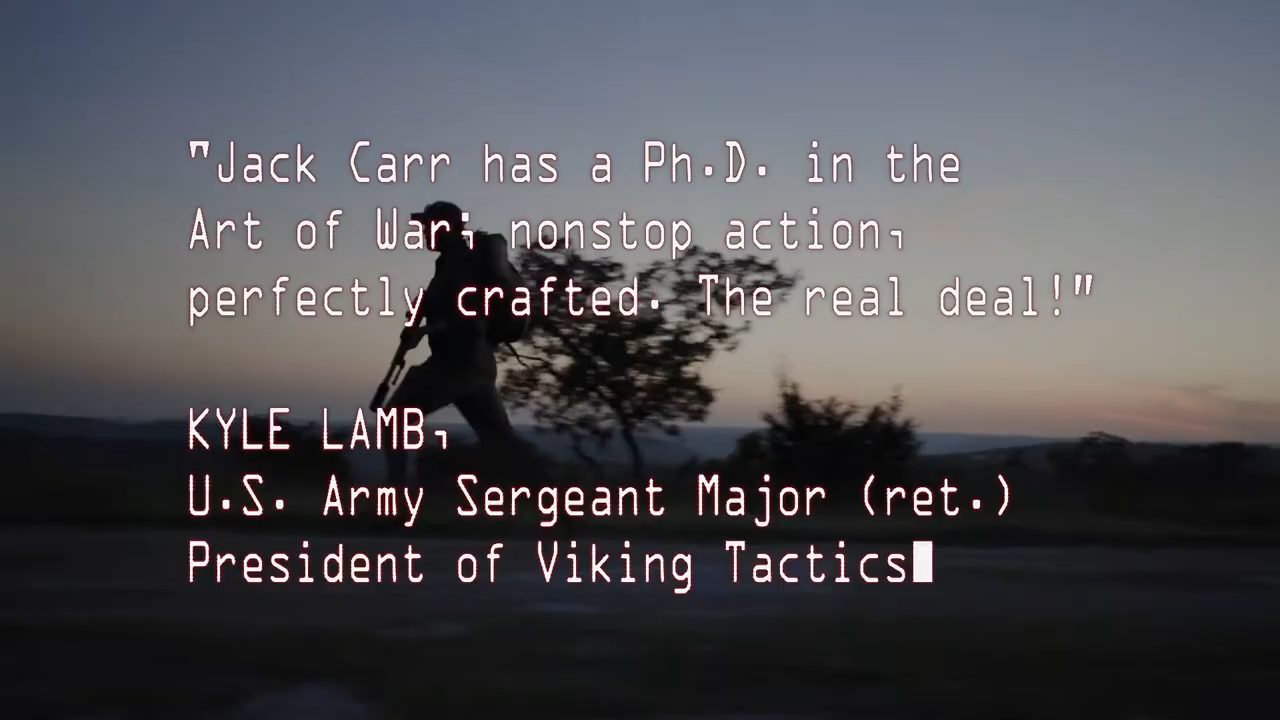 "Jack Carr has a Ph.D. in the
Art of War; nonstop action,
perfectly crafted. The real deal!"
KYLE LAMB,
U.S. Army Sergeant Major (ret.)
President of Viking Tactics